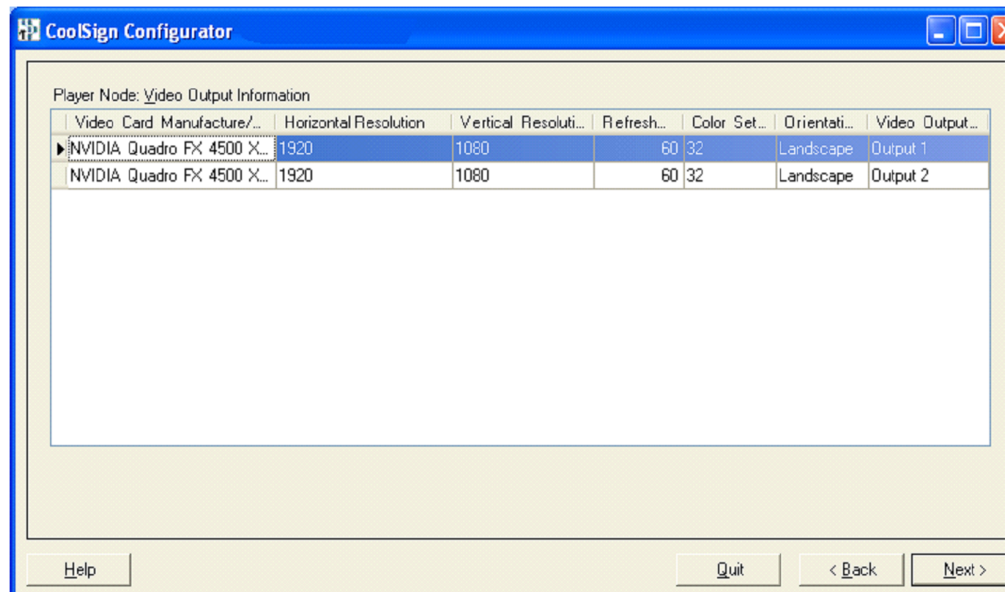 CoolSign Configurator
Player Node: Video Output Information
Video Card Manufacture/... Horizontal Resolution Vertical Resoluti... Refresh... Color Set... Orientati... Video Output...
NVIDIA Quadro FX 4500 X... 1920 1080 60 32 Landscape Output 1
NVIDIA Quadro FX 4500 X... 1920 1080 60 32 Landscape Output 2
Help Quit < Back Next >